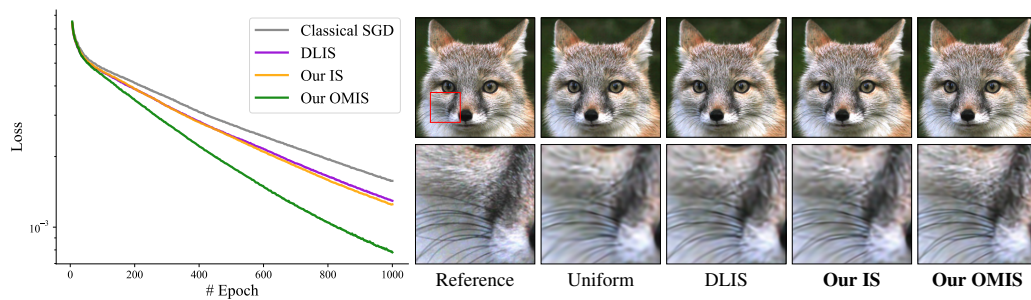 Classical SGD
DLIS
Our IS
Our OMIS
Loss
10⁻³
0 200 400 600 800 1000
# Epoch
Reference Uniform DLIS Our IS Our OMIS